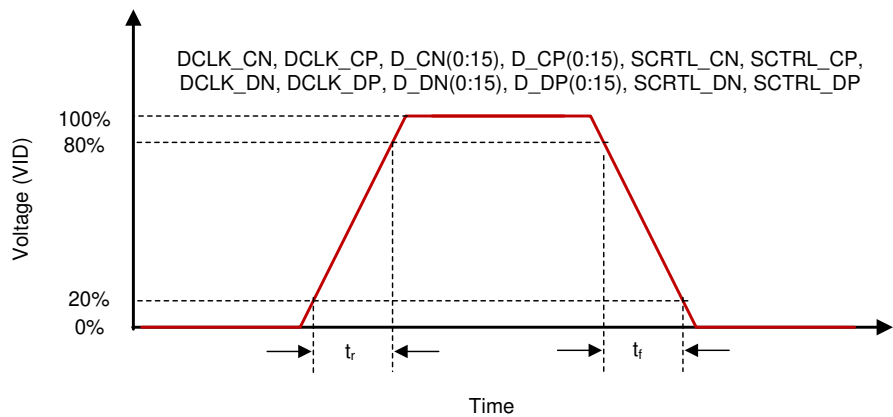 DCLK_CN, DCLK_CP, D_CN(0:15), D_CP(0:15), SCRTL_CN, SCTRL_CP,
DCLK_DN, DCLK_DP, D_DN(0:15), D_DP(0:15), SCRTL_DN, SCTRL_DP
100%
80%
Voltage (VID)
20%
0%
tr
tf
Time